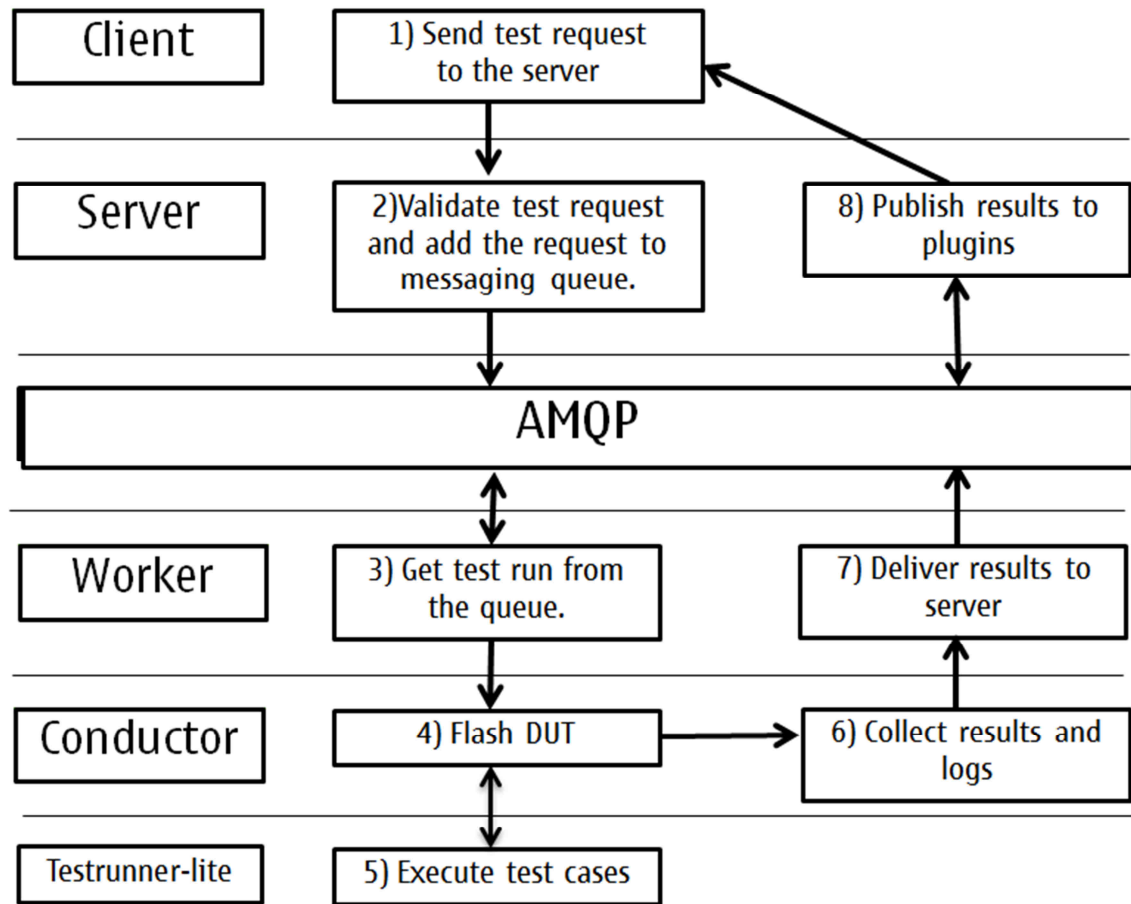 Client
1) Send test request
to the server
Server
2)Validate test request
and add the request to
messaging queue.
8) Publish results to
plugins
AMQP
Worker
3) Get test run from
the queue.
7) Deliver results to
server
Conductor
4) Flash DUT
6) Collect results and
logs
Testrunner-lite
5) Execute test cases